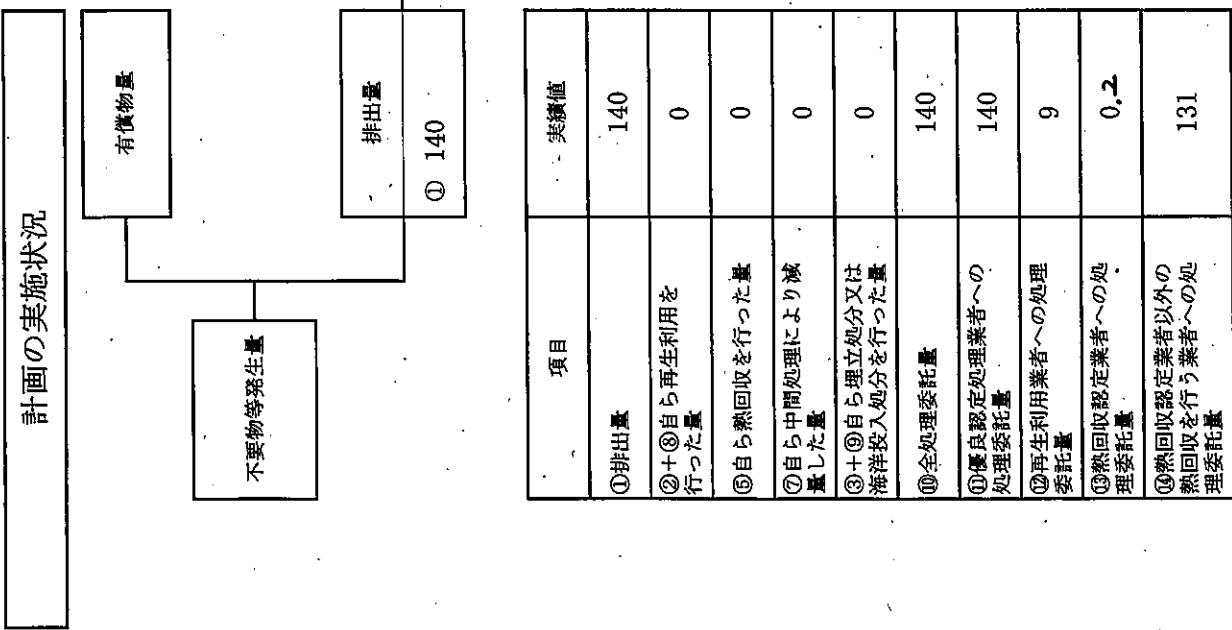 計画の実施状況
有償物量
不要物等発生量
排出量
① 140
項目
実績値
①排出量
140
②+⑧自ら再生利用を
行った量
0
⑤自ら熱回収を行った量
0
⑦自ら中間処理により減
量した量
0
③+⑨自ら埋立処分又は
海洋投入処分を行った量
0
⑩全処理委託量
140
⑪優良認定処理業者への
処理委託量
140
⑫再生利用業者への処理
委託量
9
⑬熱回収認定業者への処
理委託量
0.2
⑭熱回収認定業者以外の
熱回収を行う業者への処
理委託量
131